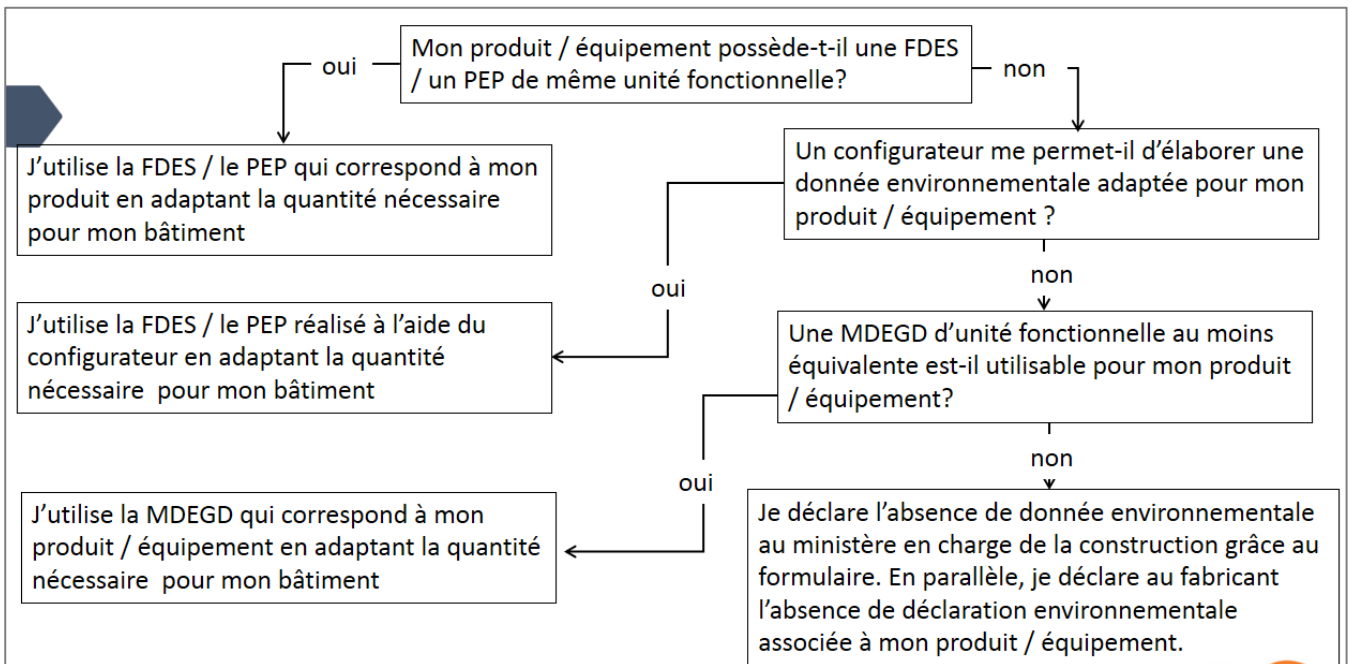 Mon produit / équipement possède-t-il une FDES
/ un PEP de même unité fonctionnelle?
oui
non
J’utilise la FDES / le PEP qui correspond à mon
produit en adaptant la quantité nécessaire
pour mon bâtiment
Un configurateur me permet-il d’élaborer une
donnée environnementale adaptée pour mon
produit / équipement ?
oui
non
J’utilise la FDES / le PEP réalisé à l’aide du
configurateur en adaptant la quantité
nécessaire  pour mon bâtiment
Une MDEGD d’unité fonctionnelle au moins
équivalente est-il utilisable pour mon produit
/ équipement?
oui
non
J’utilise la MDEGD qui correspond à mon
produit / équipement en adaptant la quantité
nécessaire  pour mon bâtiment
Je déclare l’absence de donnée environnementale
au ministère en charge de la construction grâce au
formulaire. En parallèle, je déclare au fabricant
l’absence de déclaration environnementale
associée à mon produit / équipement.